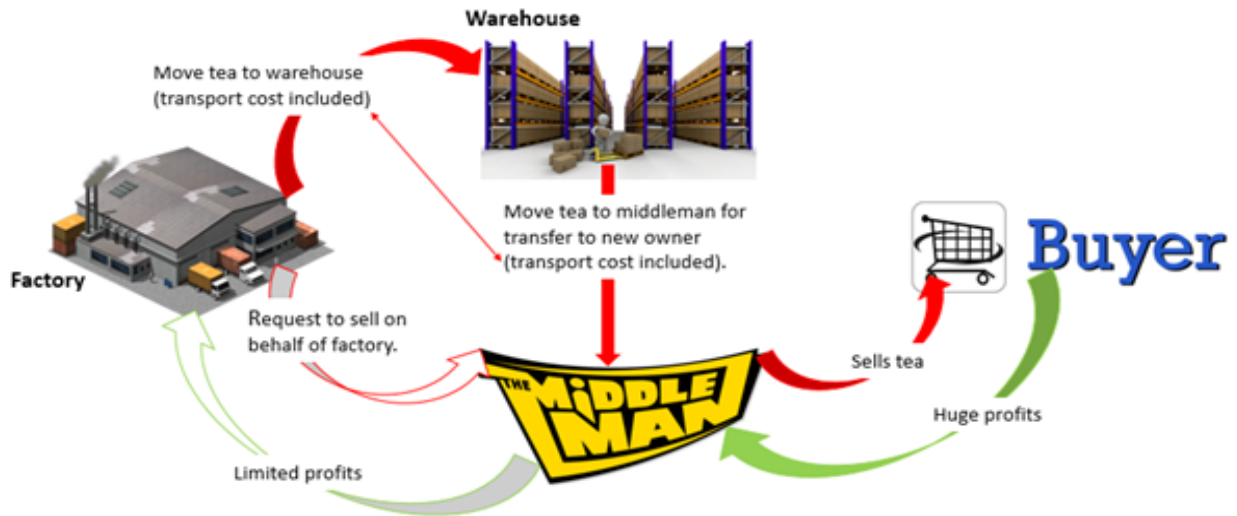 Warehouse
Move tea to warehouse
(transport cost included)
Move tea to middleman for
transfer to new owner
(transport cost included).
Buyer
Factory
Request to sell on
behalf of factory.
THE
MiDDLE
MAN
Sells tea
Huge profits
Limited profits